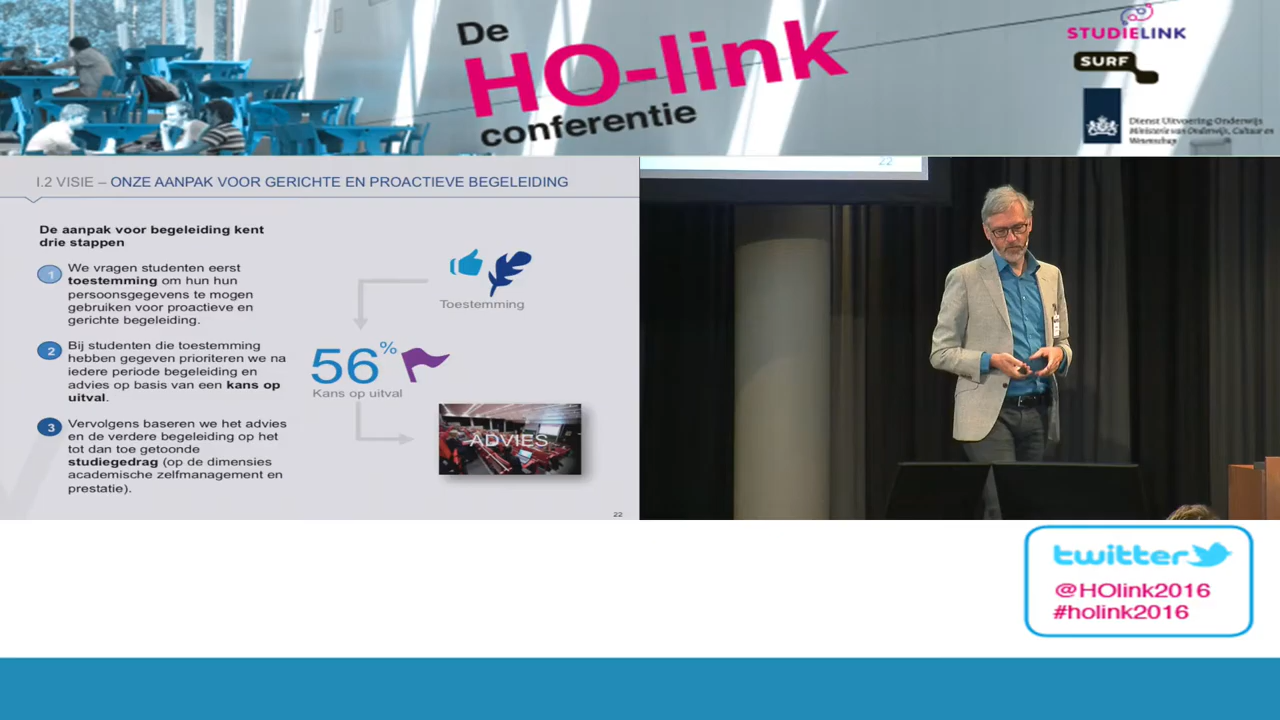 De
HO-link
conferentie
STUDIELINK
SURF
Dienst Uitvoering Onderwijs
Ministerie van Onderwijs, Cultuur en
Wetenschap
I.2 VISIE – ONZE AANPAK VOOR GERICHTE EN PROACTIEVE BEGELEIDING
De aanpak voor begeleiding kent
drie stappen
1 We vragen studenten eerst
toestemming om hun hun
persoonsgegevens te mogen
gebruiken voor proactieve en
gerichte begeleiding.
2 Bij studenten die toestemming
hebben gegeven prioriteren we na
iedere periode begeleiding en
advies op basis van een kans op
uitval.
3 Vervolgens baseren we het advies
en de verdere begeleiding op het
tot dan toe getoonde
studiegedrag (op de dimensies
academische zelfmanagement en
prestatie).
Toestemming
56%
Kans op uitval
ADVIES
22
22
twitter
@HOlink2016
#holink2016